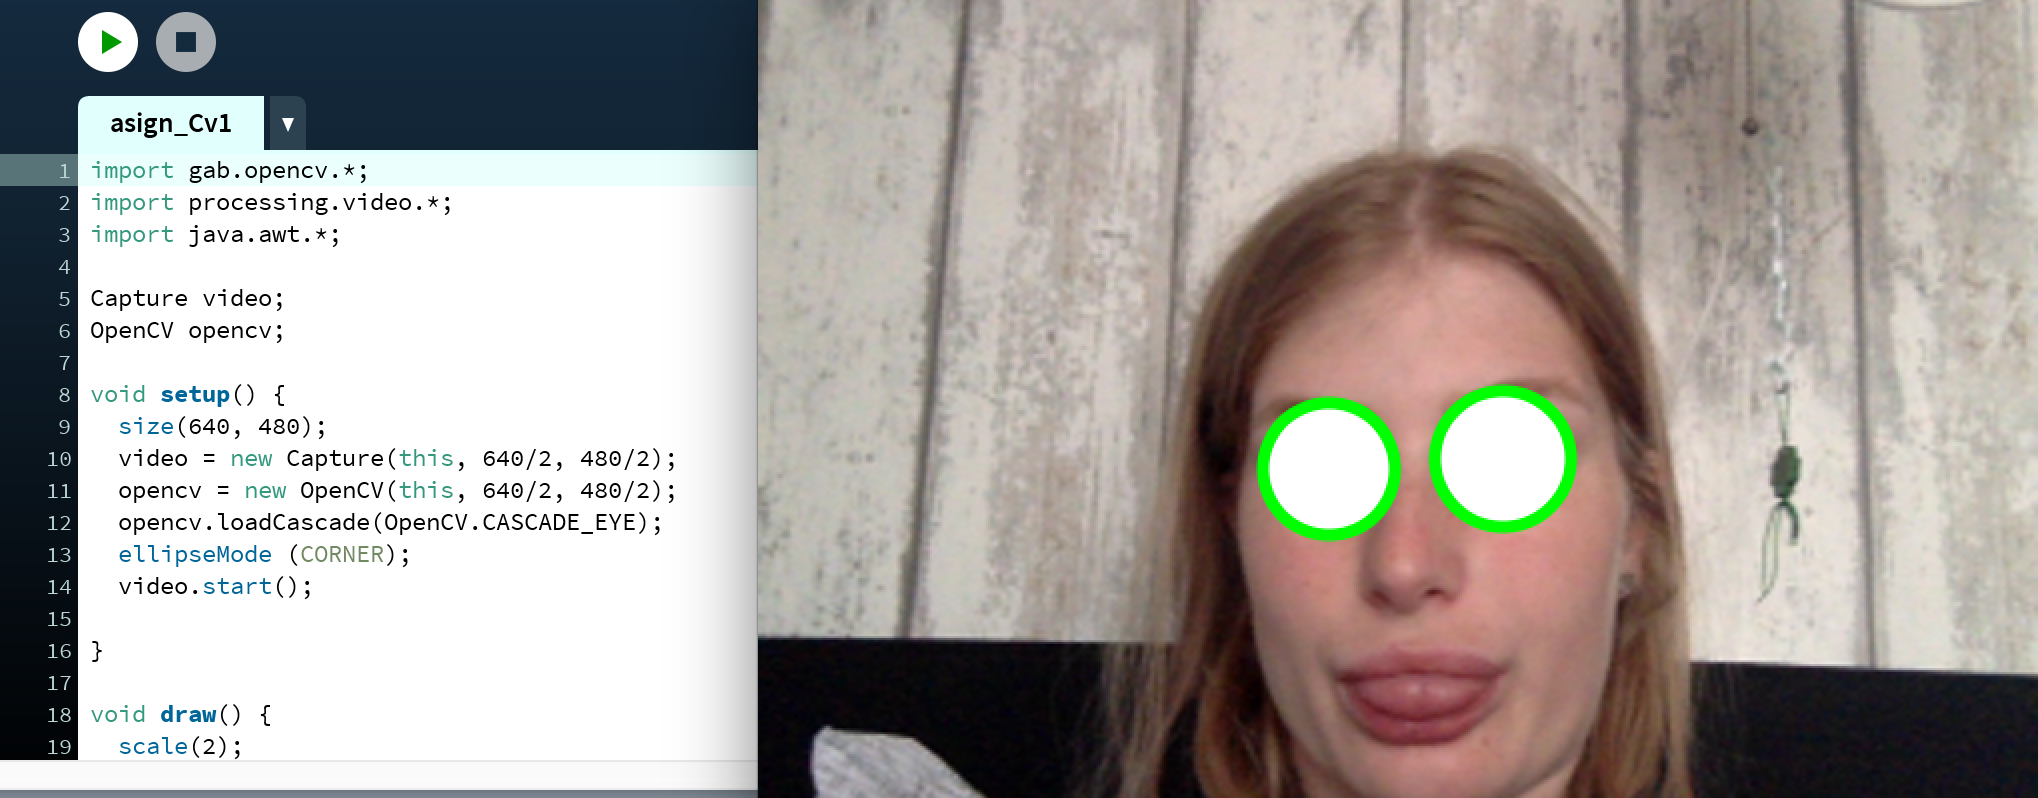 asign_Cv1
1 import gab.opencv.*;
2 import processing.video.*;
3 import java.awt.*;
4
5 Capture video;
6 OpenCV opencv;
7
8 void setup() {
9 size(640, 480);
10 video = new Capture(this, 640/2, 480/2);
11 opencv = new OpenCV(this, 640/2, 480/2);
12 opencv.loadCascade(OpenCV.CASCADE_EYE);
13 ellipseMode (CORNER);
14 video.start();
15
16 }
17
18 void draw() {
19 scale(2);